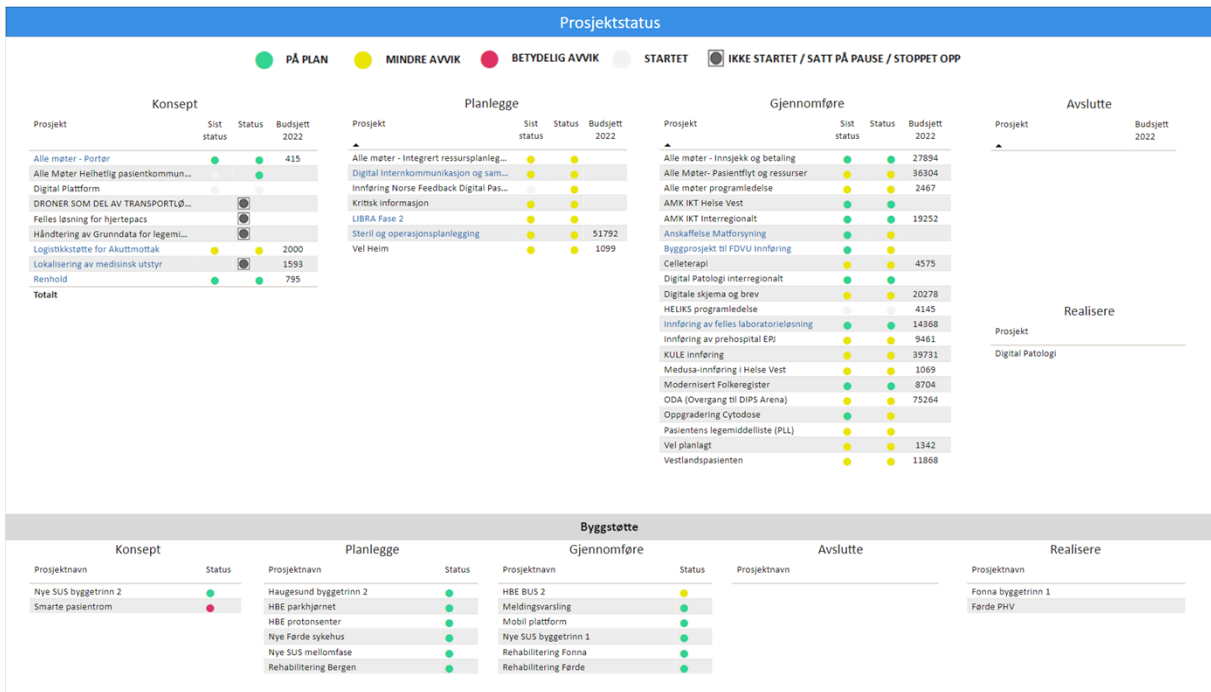 Prosjektstatus
PÅ PLAN MINDRE AVVIK BETYDELIG AVVIK STARTET IKKE STARTET / SATT PÅ PAUSE / STOPPET OPP
Konsept
Prosjekt Sist status Status Budsjett 2022
Alle møter - Portør 415
Alle Møter Helhetlig pasientkommun...
Digital Plattform
DRONER SOM DEL AV TRANSPORTLØ...
Felles løsning for hjertepacs
Håndtering av Grunndata for legemi...
Logistikkstøtte for Akuttmottak 2000
Lokalisering av medisinsk utstyr 1593
Renhold 795
Totalt
Planlegge
Prosjekt Sist status Status Budsjett 2022
Alle møter - Integrert ressursplanleg...
Digital Internkommunikasjon og sam...
Innføring Norse Feedback Digital Pas...
Kritisk informasjon
LIBRA Fase 2
Steril og operasjonsplanlegging 51792
Vel Heim 1099
Gjennomføre
Prosjekt Sist status Status Budsjett 2022
Alle møter - Innsjekk og betaling 27894
Alle Møter- Pasientflyt og ressurser 36304
Alle møter programledelse 2467
AMK IKT Helse Vest
AMK IKT Interregionalt 19252
Anskaffelse Matforsyning
Byggprosjekt til FDVU Innføring
Celleterapi 4575
Digital Patologi interregionalt
Digitale skjema og brev 20278
HELIKS programledelse 4145
Innføring av felles laboratorieløsning 14368
Innføring av prehospital EPJ 9461
KULE innføring 39731
Medusa-innføring i Helse Vest 1069
Modernisert Folkeregister 8704
ODA (Overgang til DIPS Arena) 75264
Oppgradering Cytodose
Pasientens legemiddelliste (PLL)
Vel planlagt 1342
Vestlandspasienten 11868
Avslutte
Prosjekt Budsjett 2022
Realisere
Prosjekt
Digital Patologi
Byggstøtte
Konsept
Prosjektnavn Status
Nye SUS byggetrinn 2
Smarte pasientrom
Planlegge
Prosjektnavn Status
Haugesund byggetrinn 2
HBE parkhjørnet
HBE protonsenter
Nye Førde sykehus
Nye SUS mellomfase
Rehabilitering Bergen
Gjennomføre
Prosjektnavn Status
HBE BUS 2
Meldingsvarsling
Mobil plattform
Nye SUS byggetrinn 1
Rehabilitering Fonna
Rehabilitering Førde
Avslutte
Prosjektnavn
Realisere
Prosjektnavn
Fonna byggetrinn 1
Førde PHV